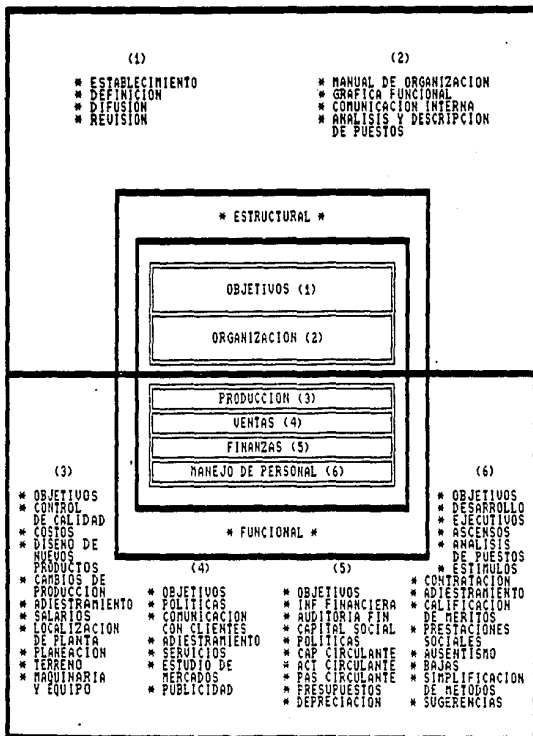 (1)
* ESTABLECIMIENTO
* DEFINICION
* DIFUSION
* REVISION
(2)
* MANUAL DE ORGANIZACION
* GRAFICA FUNCIONAL
* COMUNICACION INTERNA
* ANALISIS Y DESCRIPCION
DE PUESTOS
* ESTRUCTURAL *
OBJETIVOS (1)
ORGANIZACION (2)
PRODUCCION (3)
VENTAS (4)
FINANZAS (5)
MANEJO DE PERSONAL (6)
* FUNCIONAL *
(3)
* OBJETIVOS
* CONTROL
DE CALIDAD
* COSTOS
* DISENO DE
NUEVOS
PRODUCTOS
* CAMBIOS DE
PRODUCCION
* ADIESTRAMIENTO
* SALARIOS
* LOCALIZACION
DE PLANTA
* PLANEACION
* TERRENO
* MAQUINARIA
Y EQUIPO
(4)
* OBJETIVOS
* POLITICAS
* COMUNICACION
CON CLIENTES
* ADIESTRAMIENTO
* SERVICIOS
* ESTUDIO DE
MERCADOS
* PUBLICIDAD
(5)
* OBJETIVOS
* INF FINANCIERA
* AUDITORIA FIN
* CAPITAL SOCIAL
* POLITICAS
* CAP CIRCULANTE
* ACT CIRCULANTE
* PAS CIRCULANTE
* PRESUPUESTOS
* DEPRECIACION
(6)
* OBJETIVOS
* DESARROLLO
* EJECUTIVOS
* ASCENSOS
* ANALISIS
DE PUESTOS
* ESTIMULOS
* CONTRATACION
* ADIESTRAMIENTO
* CALIFICACION
DE MERITOS
* PRESTACIONES
SOCIALES
* AUSENTISMO
* BAJAS
* SIMPLIFICACION
DE METODOS
* SUGERENCIAS